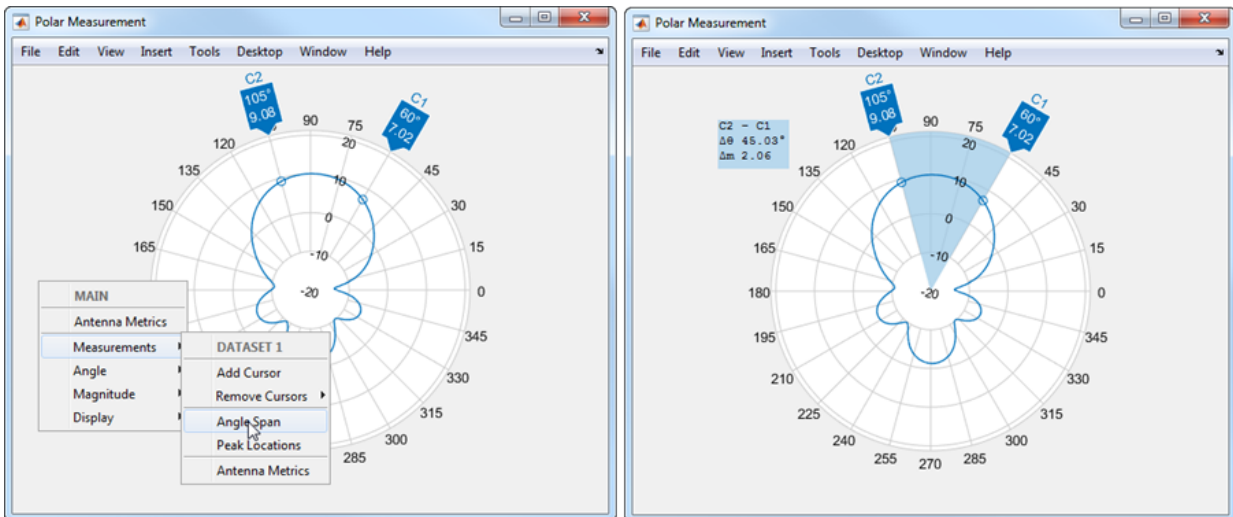 Polar Measurement
File Edit View Insert Tools Desktop Window Help
C2
105°
9.08
C1
60°
7.02
90
75
120
20
45
135
10
30
150
0
15
165
-10
-20
0
345
330
315
300
285
MAIN
Antenna Metrics
Measurements
Angle
Magnitude
Display
DATASET 1
Add Cursor
Remove Cursors
Angle Span
Peak Locations
Antenna Metrics
Polar Measurement
File Edit View Insert Tools Desktop Window Help
C2
105°
9.08
C1
60°
7.02
C2 - C1
Δθ 45.03°
Δm 2.06
90
75
120
20
45
135
10
30
150
0
15
165
-10
180
-20
0
195
345
210
330
225
315
240
300
255
270
285